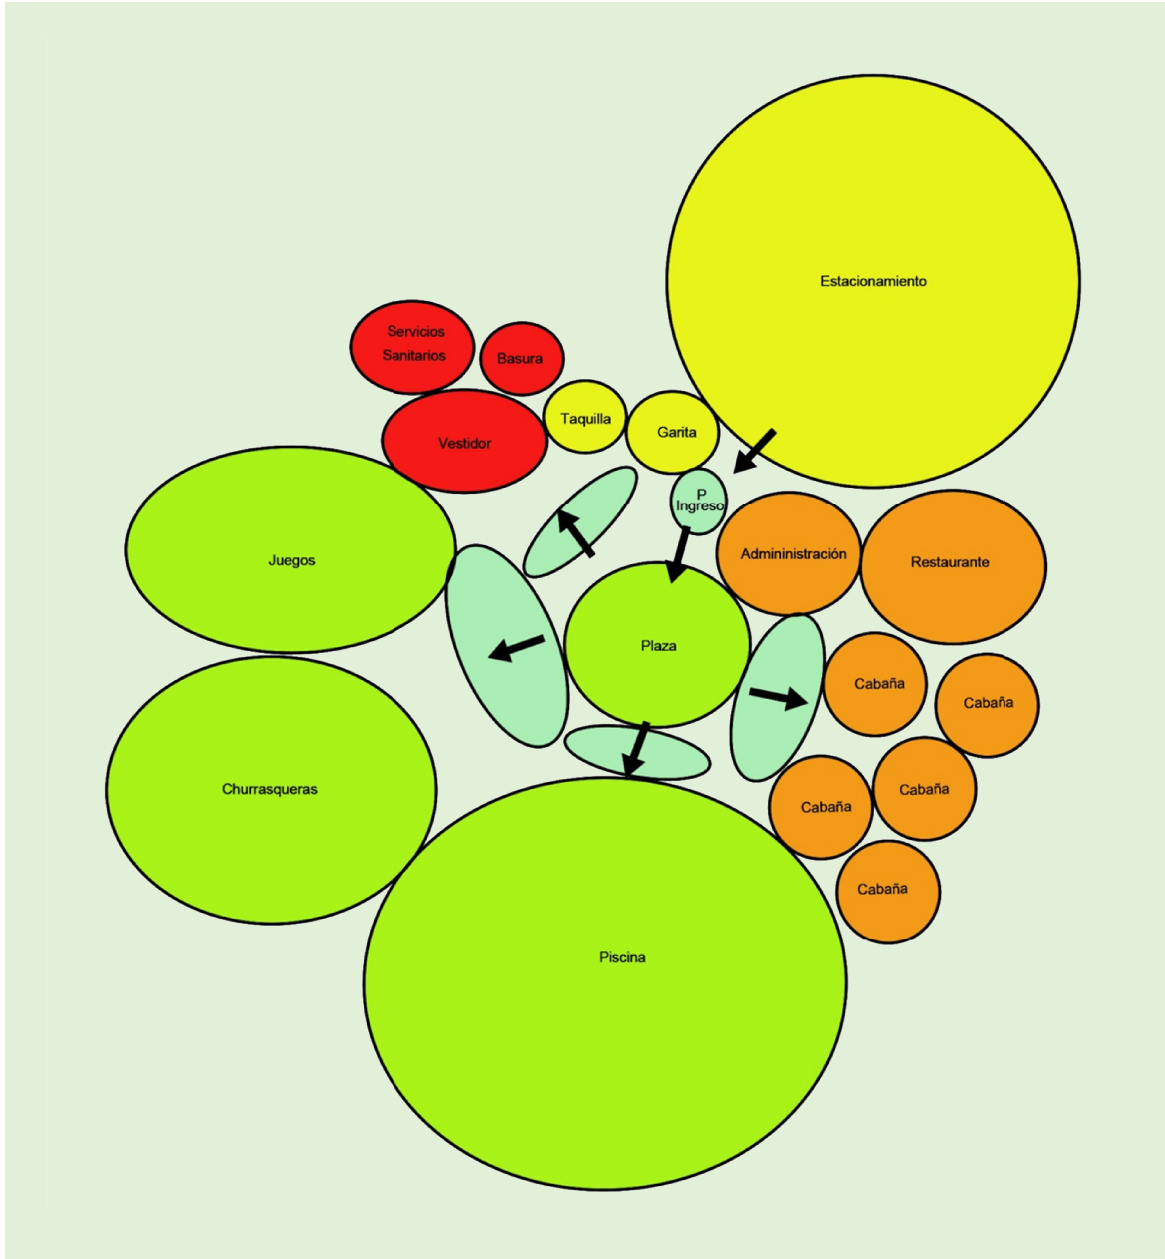 Estacionamiento
Servicios
Sanitarios
Basura
Taquilla
Garita
Vestidor
P
Ingreso
Admininistración
Restaurante
Juegos
Plaza
Cabaña
Cabaña
Churrasqueras
Cabaña
Cabaña
Cabaña
Piscina